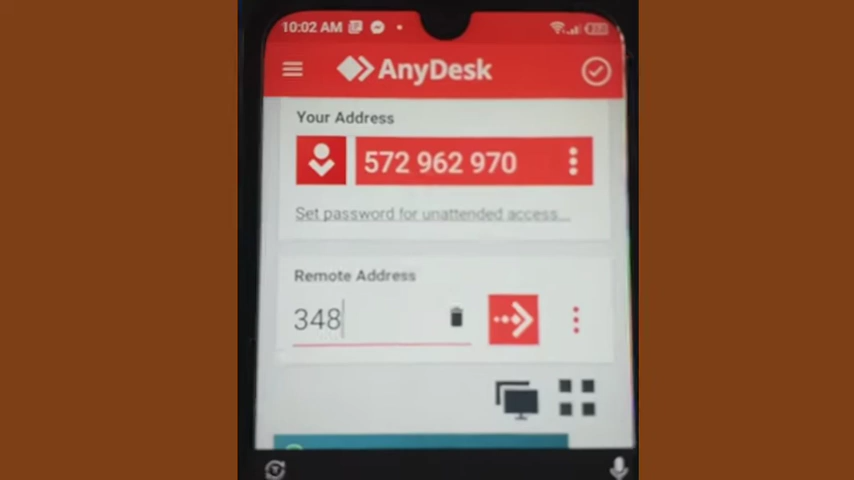 10:02 AM
AnyDesk
Your Address
572 962 970
Set password for unattended access...
Remote Address
348